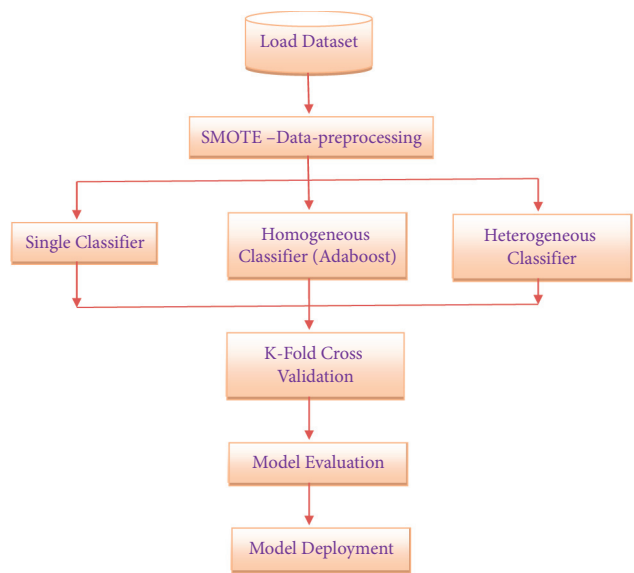 Load Dataset
SMOTE –Data-preprocessing
Single Classifier
Homogeneous
Classifier (Adaboost)
Heterogeneous
Classifier
K-Fold Cross
Validation
Model Evaluation
Model Deployment